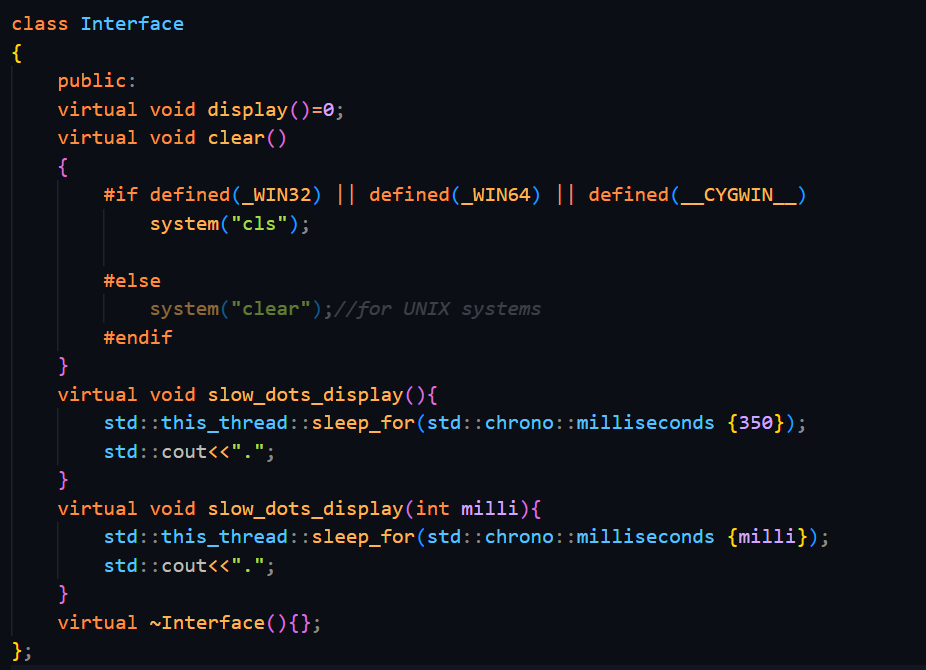 class Interface
{
    public:
    virtual void display()=0;
    virtual void clear()
    {
        #if defined(_WIN32) || defined(_WIN64) || defined(__CYGWIN__)
            system("cls");

        #else
            system("clear");//for UNIX systems
        #endif
    }
    virtual void slow_dots_display(){
        std::this_thread::sleep_for(std::chrono::milliseconds {350});
        std::cout<<".";
    }
    virtual void slow_dots_display(int milli){
        std::this_thread::sleep_for(std::chrono::milliseconds {milli});
        std::cout<<".";
    }
    virtual ~Interface(){};
};